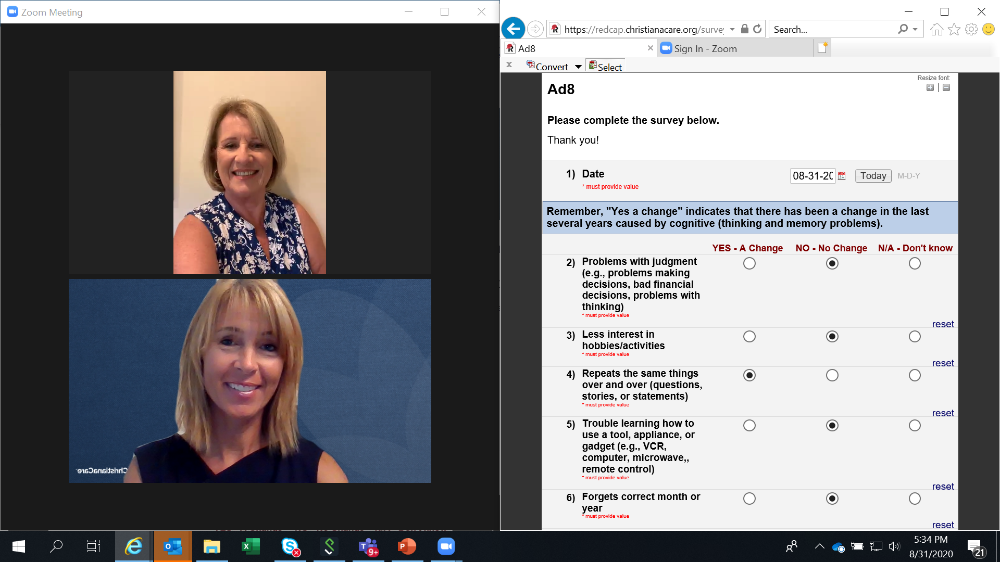 Zoom Meeting
ChristianaCare
https://redcap.christianacare.org/surve
Search...
Ad8
Sign In - Zoom
Convert
Select
Resize font:
Ad8
Please complete the survey below.
Thank you!
1) Date
* must provide value
08-31-20
31
Today
M-D-Y
Remember, "Yes a change" indicates that there has been a change in the last
several years caused by cognitive (thinking and memory problems).
YES - A Change NO - No Change N/A - Don't know
2) Problems with judgment
(e.g., problems making
decisions, bad financial
decisions, problems with
thinking)
* must provide value
reset
3) Less interest in
hobbies/activities
* must provide value
reset
4) Repeats the same things
over and over (questions,
stories, or statements)
* must provide value
reset
5) Trouble learning how to
use a tool, appliance, or
gadget (e.g., VCR,
computer, microwave,,
remote control)
* must provide value
reset
6) Forgets correct month or
year
* must provide value
reset
9+
5:34 PM
8/31/2020
21